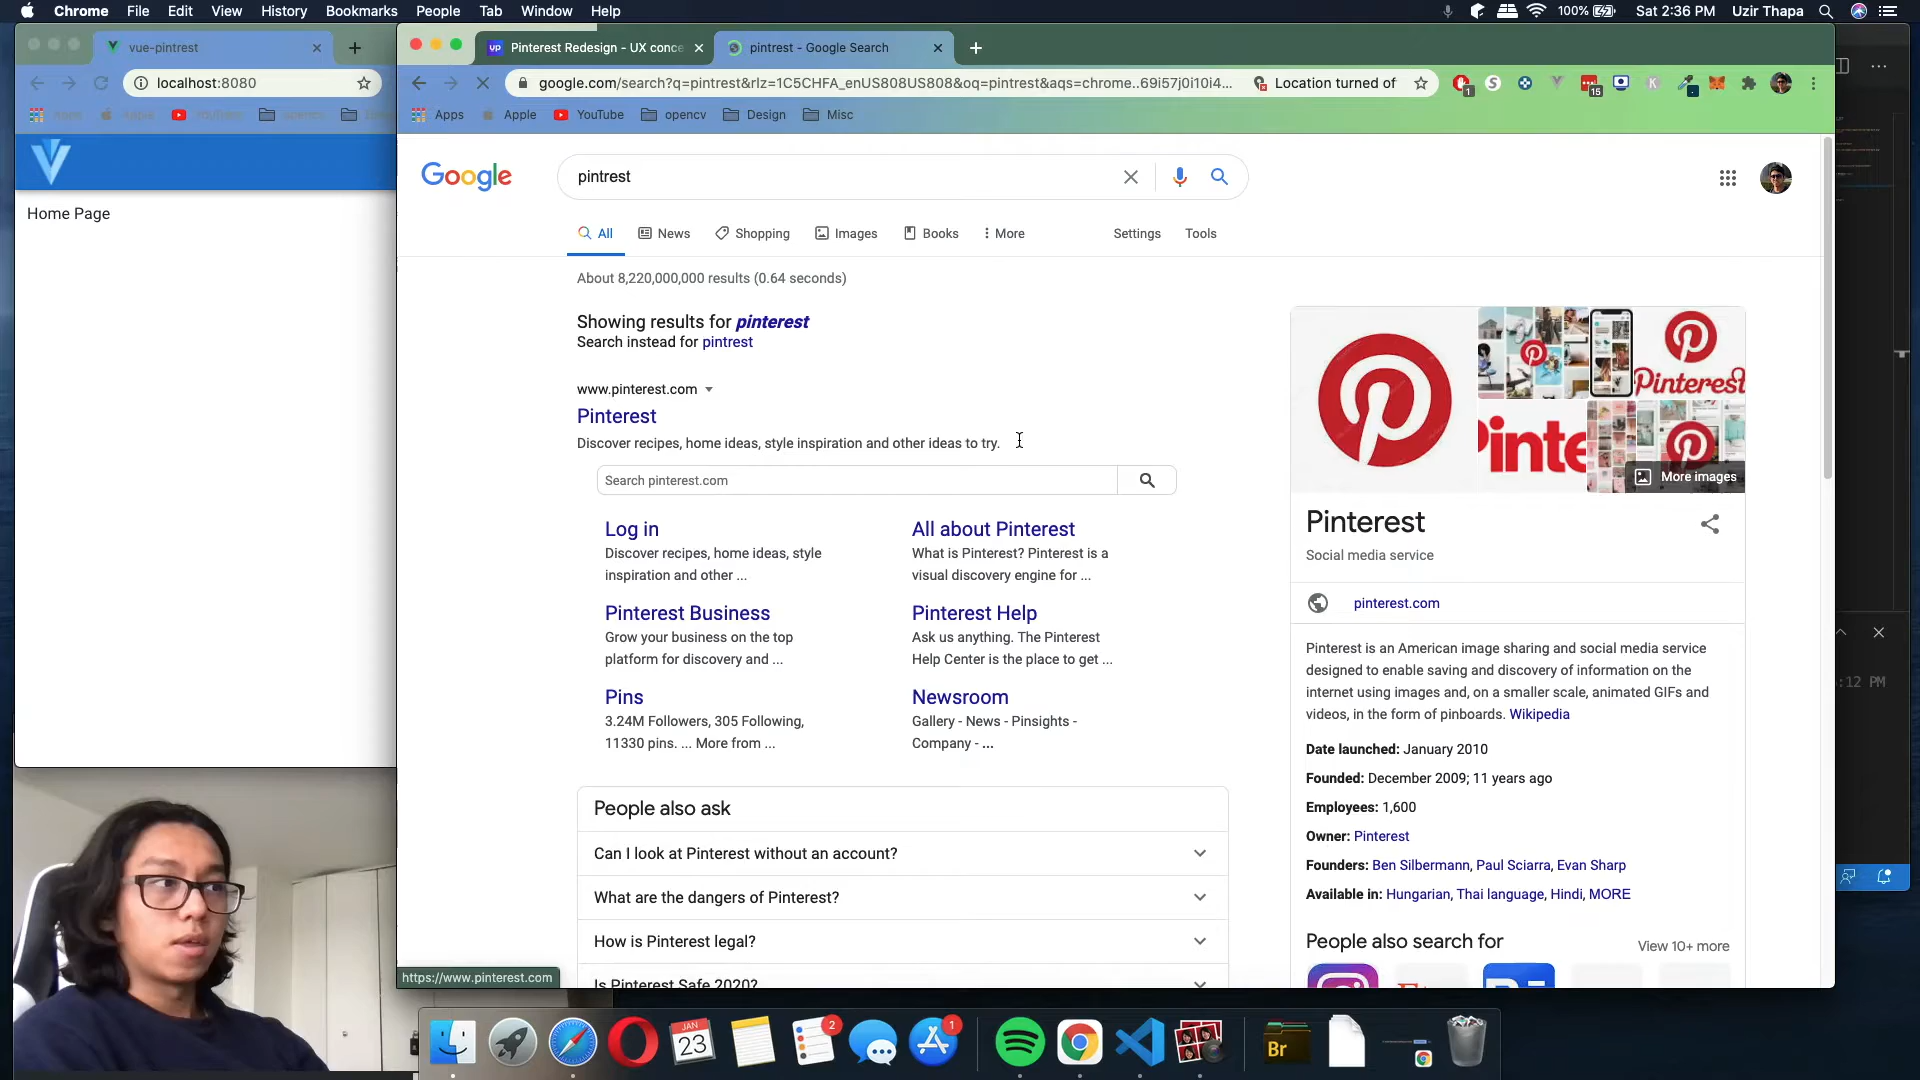 Chrome File Edit View History Bookmarks People Tab Window Help
100% Sat 2:36 PM Uzir Thapa
vue-pintrest
Pinterest Redesign - UX conce
pintrest - Google Search
localhost:8080
google.com/search?q=pintrest&rlz=1C5CHFA_enUS808US808&oq=pintrest&aqs=chrome..69i57j0i10i4...
Location turned of
Apps Apple YouTube opencv
Apps Apple YouTube opencv Design Misc
Home Page
Google
pintrest
All News Shopping Images Books More Settings Tools
About 8,220,000,000 results (0.64 seconds)
Showing results for pinterest
Search instead for pintrest
www.pinterest.com
Pinterest
Discover recipes, home ideas, style inspiration and other ideas to try.
Search pinterest.com
Log in
Discover recipes, home ideas, style
inspiration and other ...
All about Pinterest
What is Pinterest? Pinterest is a
visual discovery engine for ...
Pinterest Business
Grow your business on the top
platform for discovery and ...
Pinterest Help
Ask us anything. The Pinterest
Help Center is the place to get ...
Pins
3.24M Followers, 305 Following,
11330 pins. ... More from ...
Newsroom
Gallery - News - Pinsights -
Company - ...
People also ask
Can I look at Pinterest without an account?
What are the dangers of Pinterest?
How is Pinterest legal?
Is Pinterest Safe 2020?
https://www.pinterest.com
Pinterest
Pinte
More images
Pinterest
Social media service
pinterest.com
Pinterest is an American image sharing and social media service
designed to enable saving and discovery of information on the
internet using images and, on a smaller scale, animated GIFs and
videos, in the form of pinboards. Wikipedia
Date launched: January 2010
Founded: December 2009; 11 years ago
Employees: 1,600
Owner: Pinterest
Founders: Ben Silbermann, Paul Sciarra, Evan Sharp
Available in: Hungarian, Thai language, Hindi, MORE
People also search for
View 10+ more
:12 PM
JAN
23
2
1
Br